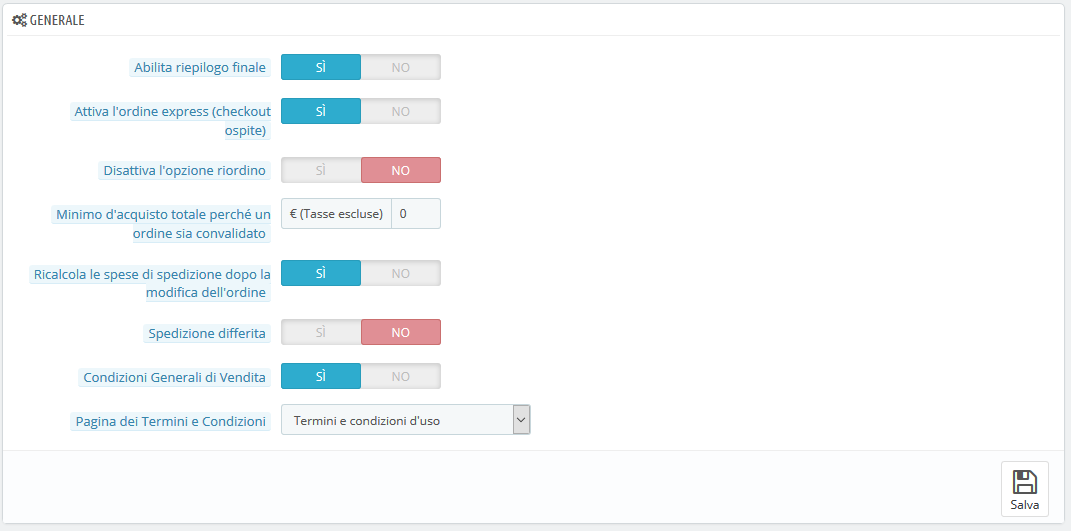 GENERALE
Abilita riepilogo finale
SÌ NO
Attiva l'ordine express (checkout
ospite)
SÌ NO
Disattiva l'opzione riordino
SÌ NO
Minimo d'acquisto totale perché un
ordine sia convalidato
€ (Tasse escluse) 0
Ricalcola le spese di spedizione dopo la
modifica dell'ordine
SÌ NO
Spedizione differita
SÌ NO
Condizioni Generali di Vendita
SÌ NO
Pagina dei Termini e Condizioni
Termini e condizioni d'uso
Salva